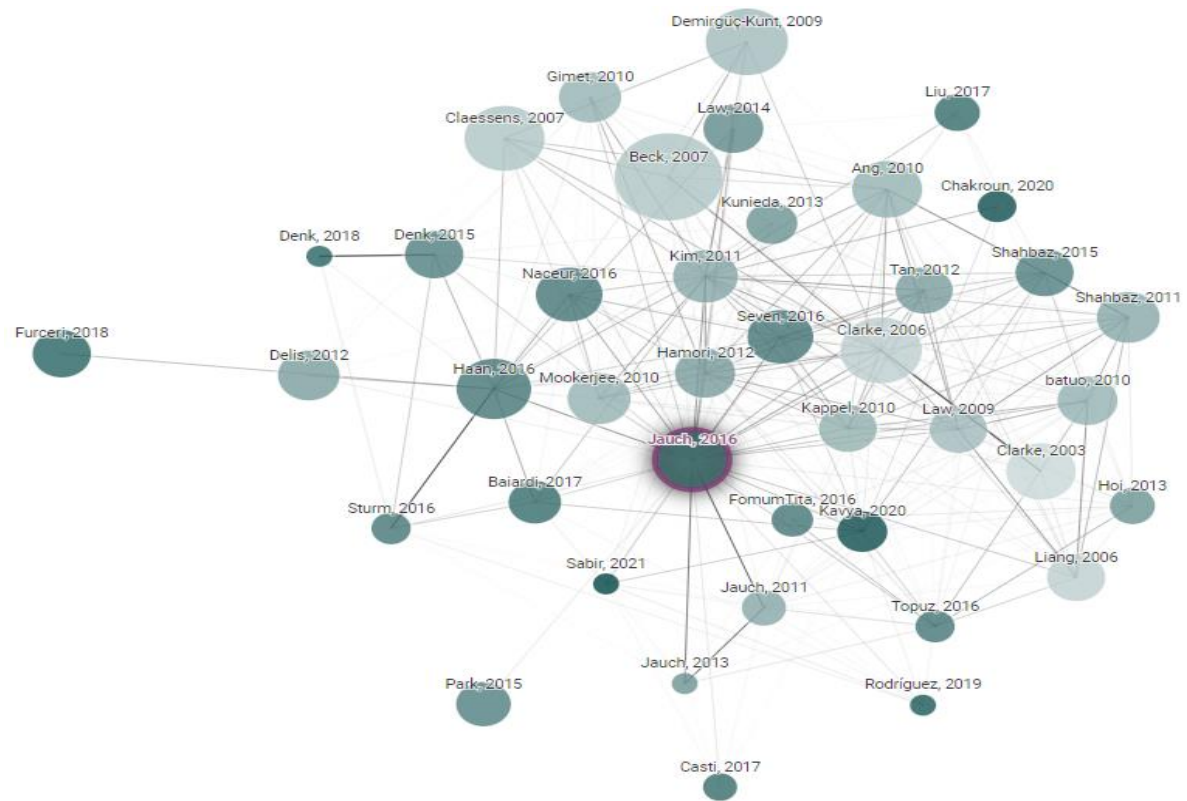 Demirgüç-Kunt, 2009
Gimet, 2010
Liu, 2017
Law, 2014
Claessens, 2007
Beck, 2007
Ang, 2010
Chakroun, 2020
Kunieda, 2013
Denk, 2018
Denk, 2015
Shahbaz, 2015
Kim, 2011
Naceur, 2016
Tan, 2012
Shahbaz, 2011
Seven, 2016
Clarke, 2006
Furceri, 2018
Delis, 2012
Hamori, 2012
Haan, 2016
Mookerjee, 2010
batuo, 2010
Kappel, 2010
Law, 2009
Jauch, 2016
Clarke, 2003
Baiardi, 2017
Hoi, 2013
FomumTita, 2016
Sturm, 2016
Kavya, 2020
Sabir, 2021
Liang, 2006
Jauch, 2011
Topuz, 2016
Jauch, 2013
Park, 2015
Rodríguez, 2019
Casti, 2017